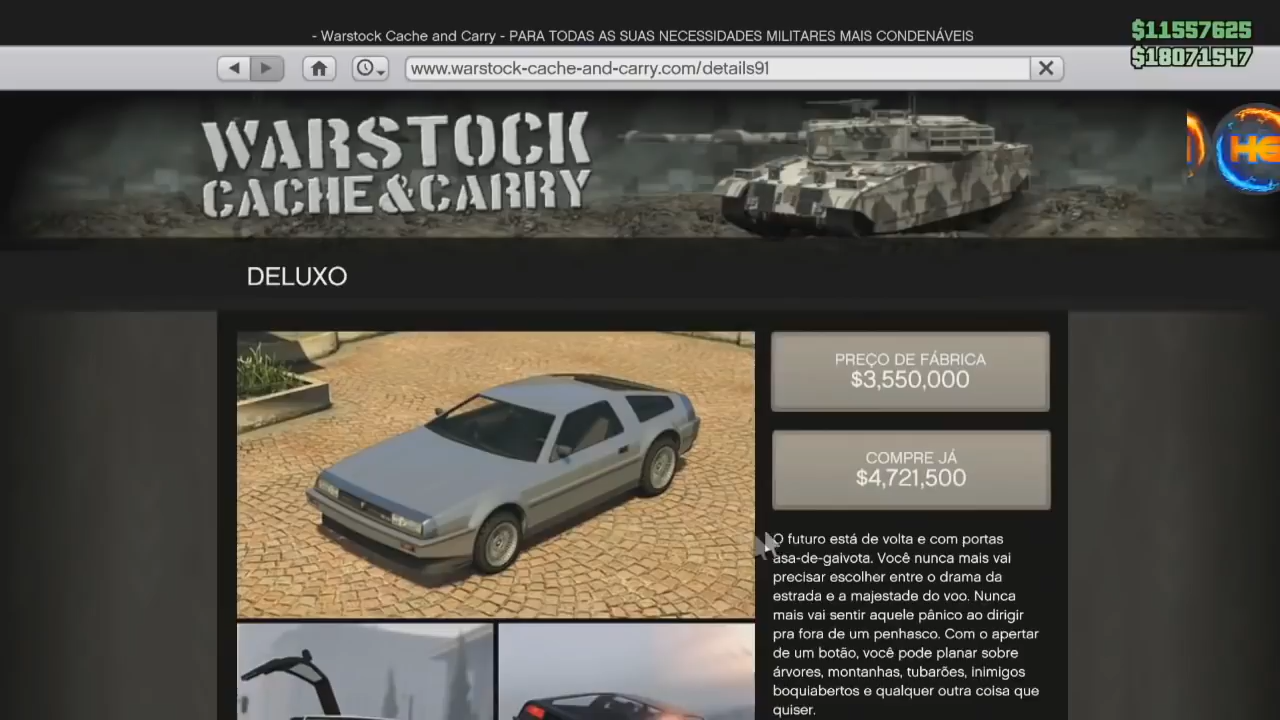 - Warstock Cache and Carry - PARA TODAS AS SUAS NECESSIDADES MILITARES MAIS CONDENÁVEIS
$11557625
$18071547
www.warstock-cache-and-carry.com/details91
WARSTOCK
CACHE&CARRY
HE
DELUXO
PREÇO DE FÁBRICA
$3,550,000
COMPRE JÁ
$4,721,500
O futuro está de volta e com portas
asa-de-gaivota. Você nunca mais vai
precisar escolher entre o drama da
estrada e a majestade do voo. Nunca
mais vai sentir aquele pânico ao dirigir
pra fora de um penhasco. Com o apertar
de um botão, você pode planar sobre
árvores, montanhas, tubarões, inimigos
boquiabertos e qualquer outra coisa que
quiser.